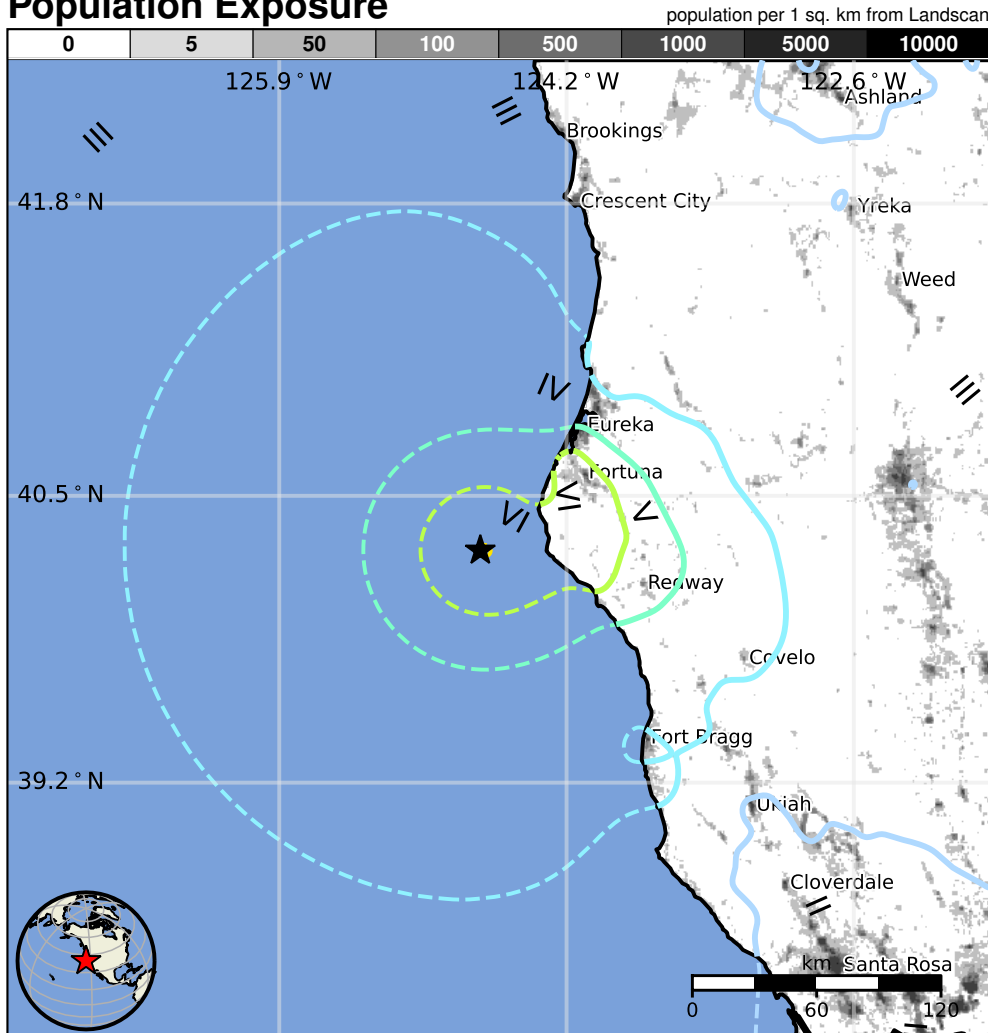 Population Exposure
population per 1 sq. km from Landscan
0 5 50 100 500 1000 5000 10000
125.9°W 124.2°W 122.6°W
Ashland
III
III
Brookings
41.8°N
Crescent City
Yreka
Weed
IV
III
Eureka
Fortuna
40.5°N
VI
VI
V
Redway
Covelo
Fort Bragg
39.2°N
Ukiah
Cloverdale
II
km
Santa Rosa
0 60 120